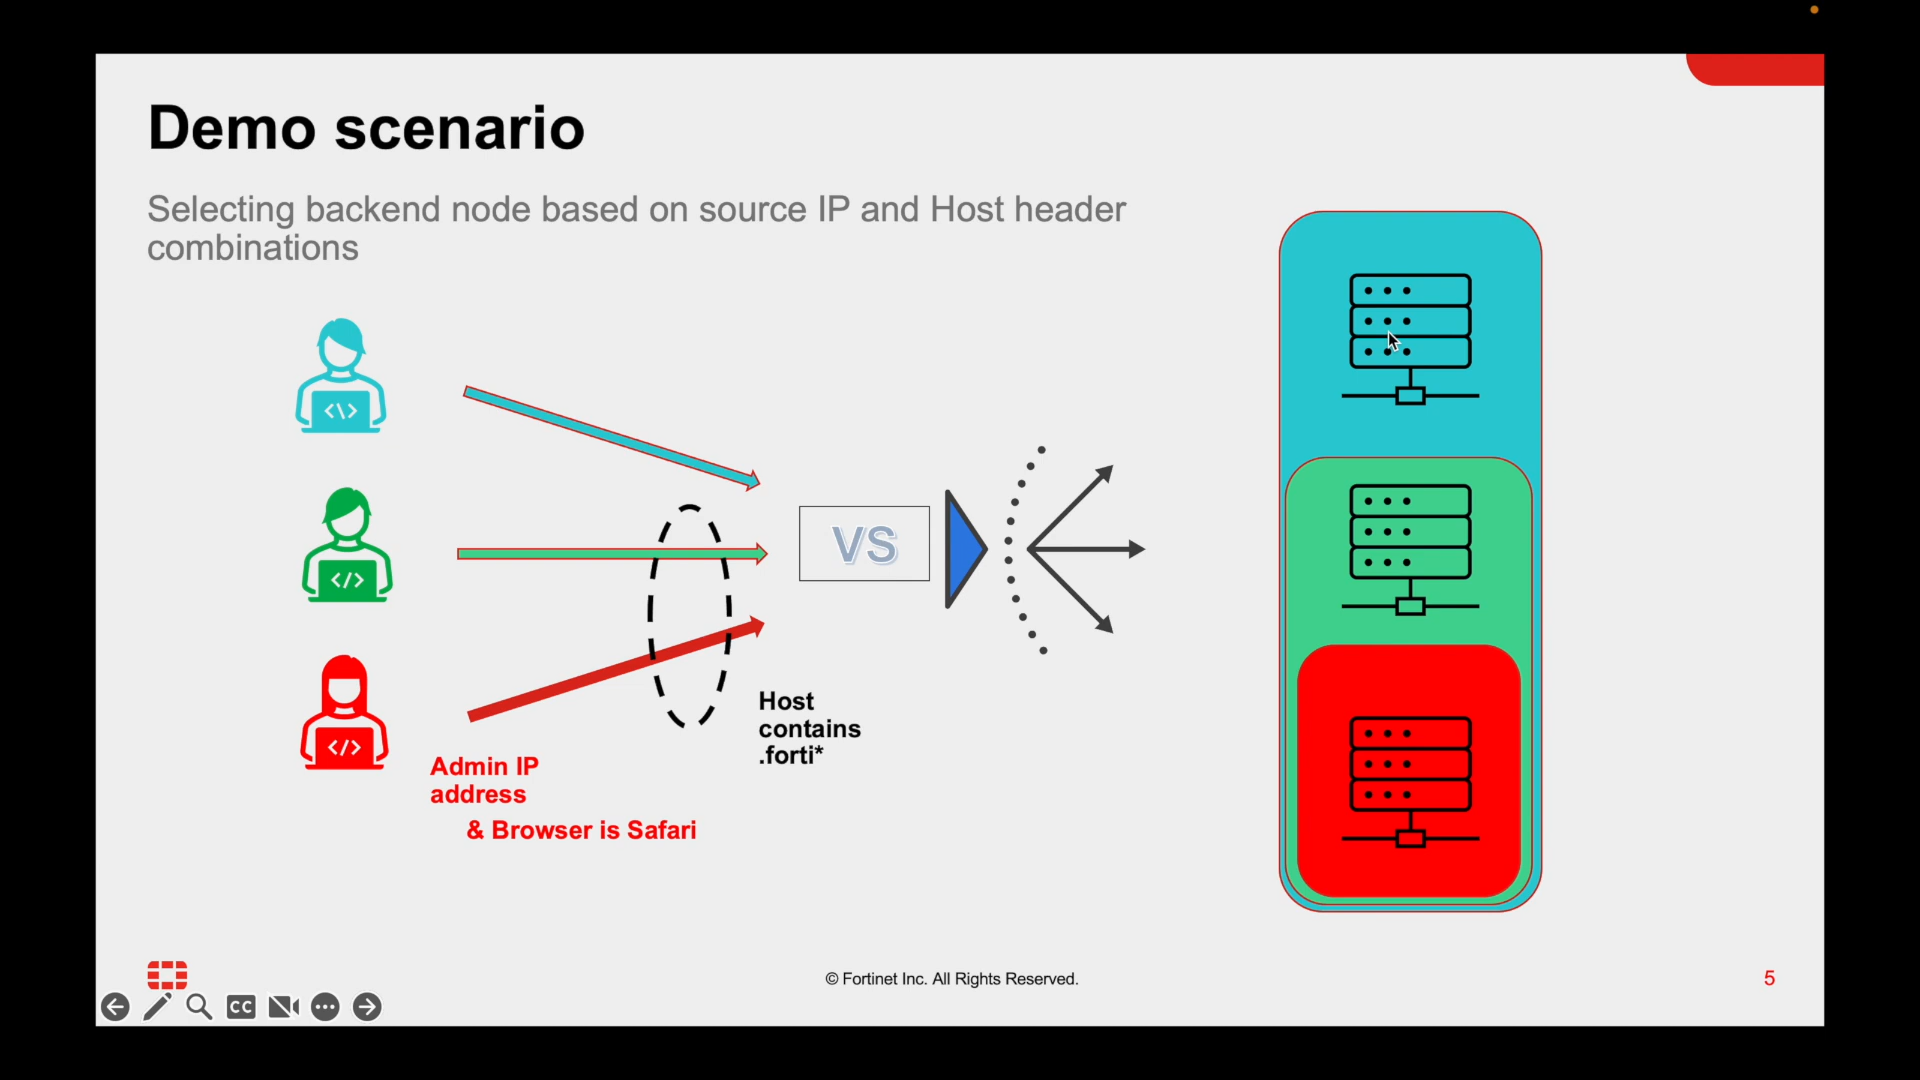 Demo scenario
Selecting backend node based on source IP and Host header
combinations
<\>
</>
</>
VS
Host
contains
.forti*
Admin IP
address
& Browser is Safari
© Fortinet Inc. All Rights Reserved.
5
CC